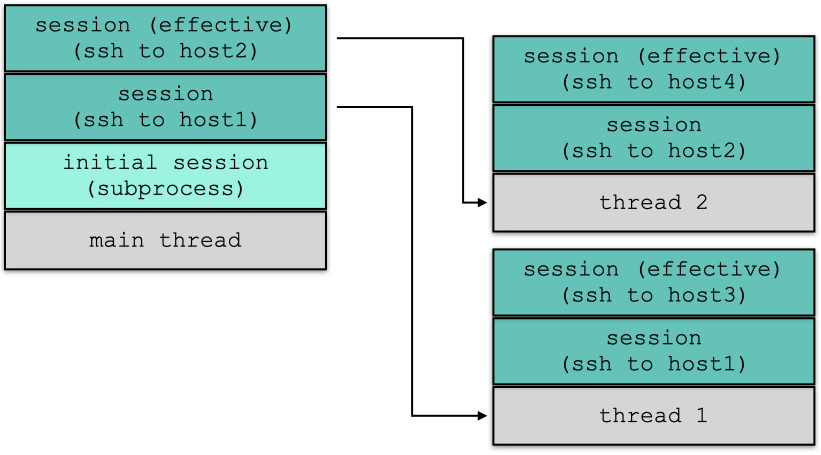 session (effective)
(ssh to host2)
session
(ssh to host1)
initial session
(subprocess)
main thread
session (effective)
(ssh to host4)
session
(ssh to host2)
thread 2
session (effective)
(ssh to host3)
session
(ssh to host1)
thread 1